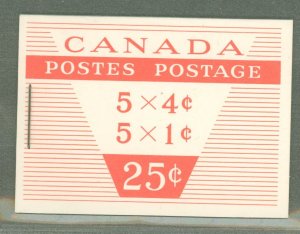 CANADA
POSTES POSTAGE
5 × 4¢
5 × 1¢
25¢